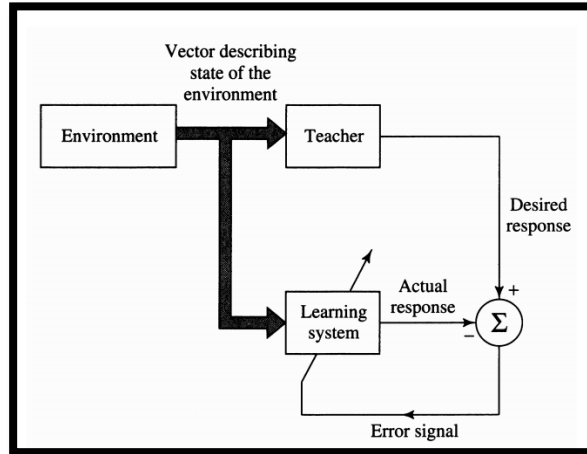 Vector describing
state of the
environment
Environment
Teacher
Desired
response
+
Learning
system
Actual
response
−
Σ
Error signal